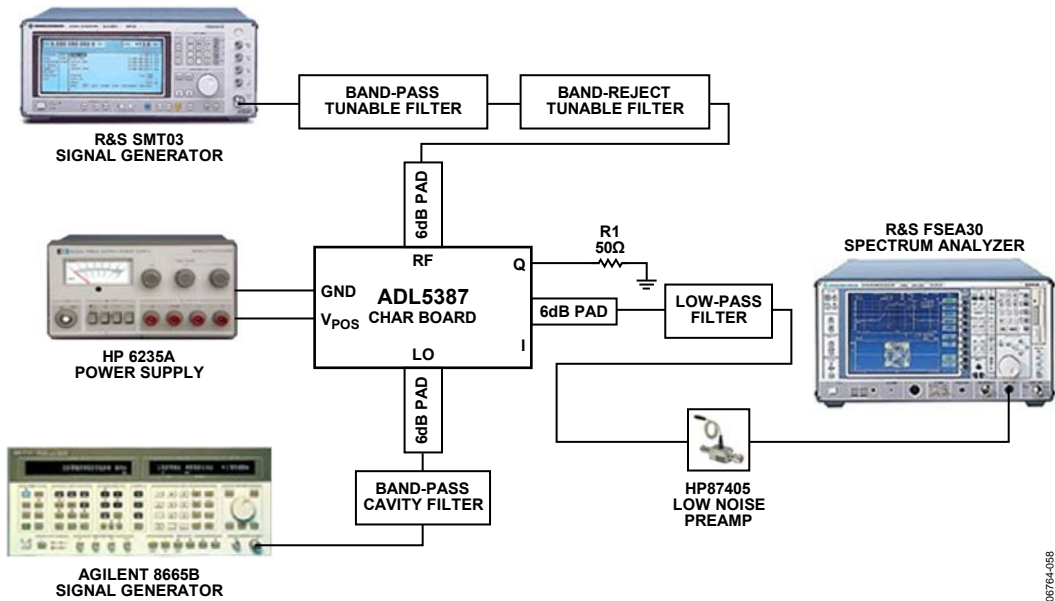 BAND-PASS
TUNABLE FILTER
BAND-REJECT
TUNABLE FILTER
R&S SMT03
SIGNAL GENERATOR
6dB PAD
RF
R1
50Ω
Q
R&S FSEA30
SPECTRUM ANALYZER
GND
ADL5387
CHAR BOARD
VPOS
6dB PAD
LOW-PASS
FILTER
I
LO
HP 6235A
POWER SUPPLY
6dB PAD
BAND-PASS
CAVITY FILTER
HP87405
LOW NOISE
PREAMP
AGILENT 8665B
SIGNAL GENERATOR
06764-058